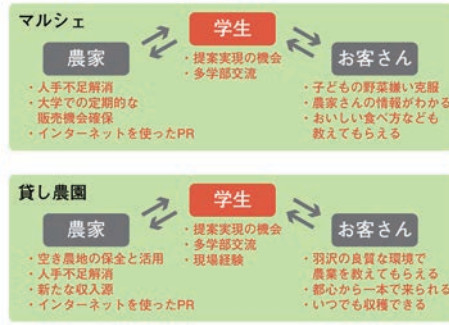 マルシェ
学生
・提案実現の機会
・多学部交流
農家
・人手不足解消
・大学での定期的な
販売機会確保
・インターネットを使ったPR
お客さん
・子どもの野菜嫌い克服
・農家さんの情報がわかる
・おいしい食べ方なども
教えてもらえる
貸し農園
学生
・提案実現の機会
・多学部交流
・現場経験
農家
・空き農地の保全と活用
・人手不足解消
・新たな収入源
・インターネットを使ったPR
お客さん
・羽沢の良質な環境で
農業を教えてもらえる
・都心から一本で来られる
・いつでも収穫できる